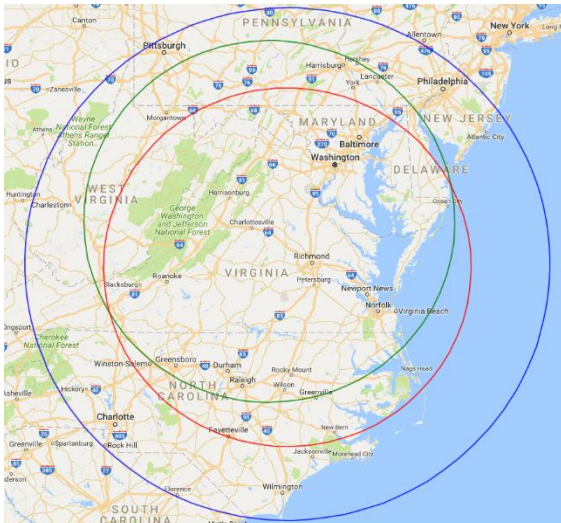 PENNSYLVANIA
New York
Long
Canton
Allentown
Pittsburgh
Harrisburg
Hershey
Lancaster
York
Philadelphia
Zanesville
Morgantown
Wayne
National Forest
Athens Ranger
Station...
Athens
MARYLAND
NEW JERSEY
Baltimore
Atlantic City
Washington
DELAWARE
WEST
VIRGINIA
Huntington
Charleston
George
Washington
and Jefferson
National Forest
Harrisonburg
Ocean City
Charlottesville
Richmond
VIRGINIA
Petersburg
Roanoke
Blacksburg
Newport News
Norfolk
Virginia Beach
Kingsport
Cherokee
National Forest
Winston-Salem
Greensboro
Durham
Rocky Mount
Nags Head
Raleigh
Wilson
Greenville
NORTH
CAROLINA
Hickory
Asheville
Charlotte
Fayetteville
New Bern
Greenville
Spartanburg
Rock Hill
Jacksonville
Morehead City
Florence
Wilmington
SOUTH
CAROLINA